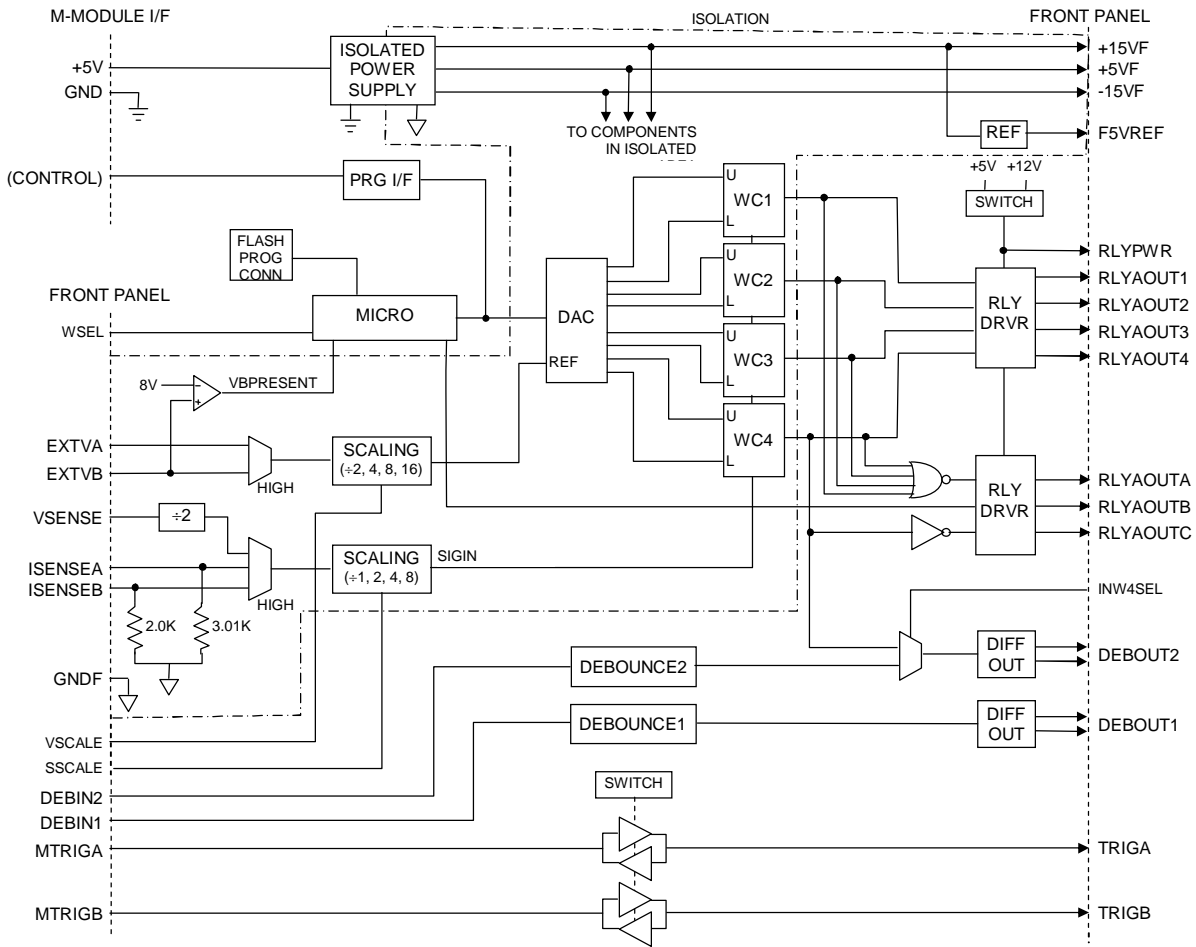 M-MODULE I/F
ISOLATION
FRONT PANEL
ISOLATED
POWER
SUPPLY
+5V
GND
+15VF
+5VF
-15VF
TO COMPONENTS
IN ISOLATED
REF
F5VREF
(CONTROL)
PRG I/F
+5V +12V
SWITCH
U
WC1
L
FLASH
PROG
CONN
RLYPWR
U
WC2
L
RLY
DRVR
RLYAOUT1
RLYAOUT2
RLYAOUT3
RLYAOUT4
FRONT PANEL
WSEL
MICRO
DAC
REF
U
WC3
L
8V
-
+
VBPRESENT
U
WC4
L
EXTVA
EXTVB
HIGH
SCALING
(÷2, 4, 8, 16)
RLY
DRVR
RLYAOUTA
RLYAOUTB
RLYAOUTC
VSENSE
÷2
ISENSEA
ISENSEB
HIGH
SCALING
(÷1, 2, 4, 8)
SIGIN
2.0K
3.01K
INW4SEL
GNDF
DEBOUNCE2
DIFF
OUT
DEBOUT2
DEBOUNCE1
DIFF
OUT
DEBOUT1
VSCALE
SSCALE
DEBIN2
DEBIN1
SWITCH
MTRIGA
TRIGA
MTRIGB
TRIGB